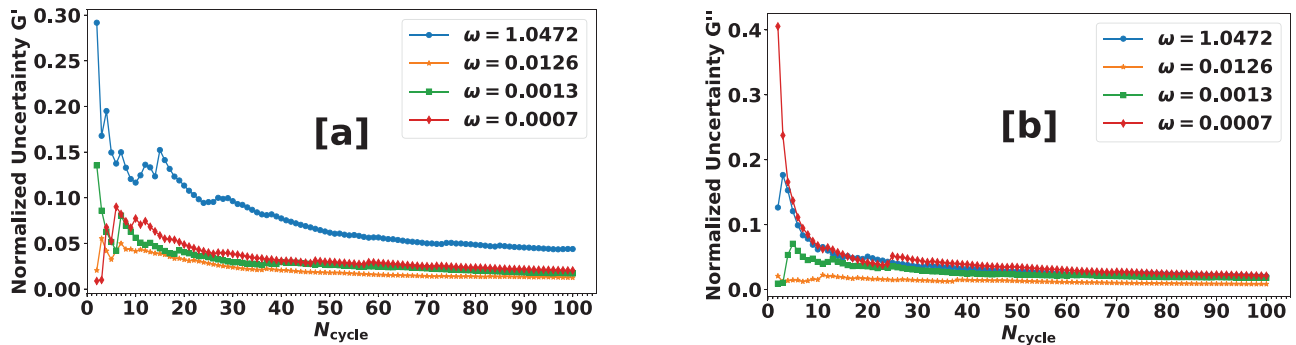 Normalized Uncertainty G'
0.30
0.25
0.20
0.15
0.10
0.05
0.00
ω = 1.0472
ω = 0.0126
ω = 0.0013
ω = 0.0007
[a]
0 10 20 30 40 50 60 70 80 90 100
N_cycle
Normalized Uncertainty G''
0.4
0.3
0.2
0.1
0.0
ω = 1.0472
ω = 0.0126
ω = 0.0013
ω = 0.0007
[b]
0 10 20 30 40 50 60 70 80 90 100
N_cycle